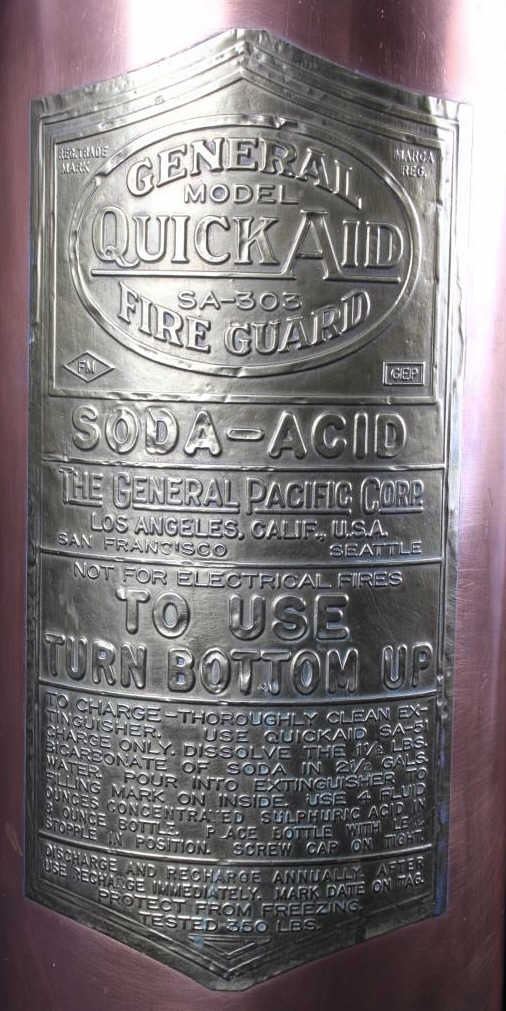 REG. TRADE
MARK
MARCA
REG.
GENERAL
MODEL
QUICK AID
SA-303
FIRE GUARD
FM
GEP
SODA-ACID
THE GENERAL PACIFIC CORP.
LOS ANGELES, CALIF., U.S.A.
SAN FRANCISCO SEATTLE
NOT FOR ELECTRICAL FIRES
TO USE
TURN BOTTOM UP
TO CHARGE-THOROUGHLY CLEAN EX-
TINGUISHER. USE QUICKAID SA-51
CHARGE ONLY. DISSOLVE THE 1½ LBS.
BICARBONATE OF SODA IN 2½ GALS.
WATER. POUR INTO EXTINGUISHER TO
FILLING MARK ON INSIDE. USE 4 FLUID
OUNCES CONCENTRATED SULPHURIC ACID IN
8 OUNCE BOTTLE. PLACE BOTTLE WITH LEAD
STOPPLE IN POSITION. SCREW CAP ON TIGHT.
DISCHARGE AND RECHARGE ANNUALLY. AFTER
USE RECHARGE IMMEDIATELY. MARK DATE ON TAG.
PROTECT FROM FREEZING.
TESTED 350 LBS.